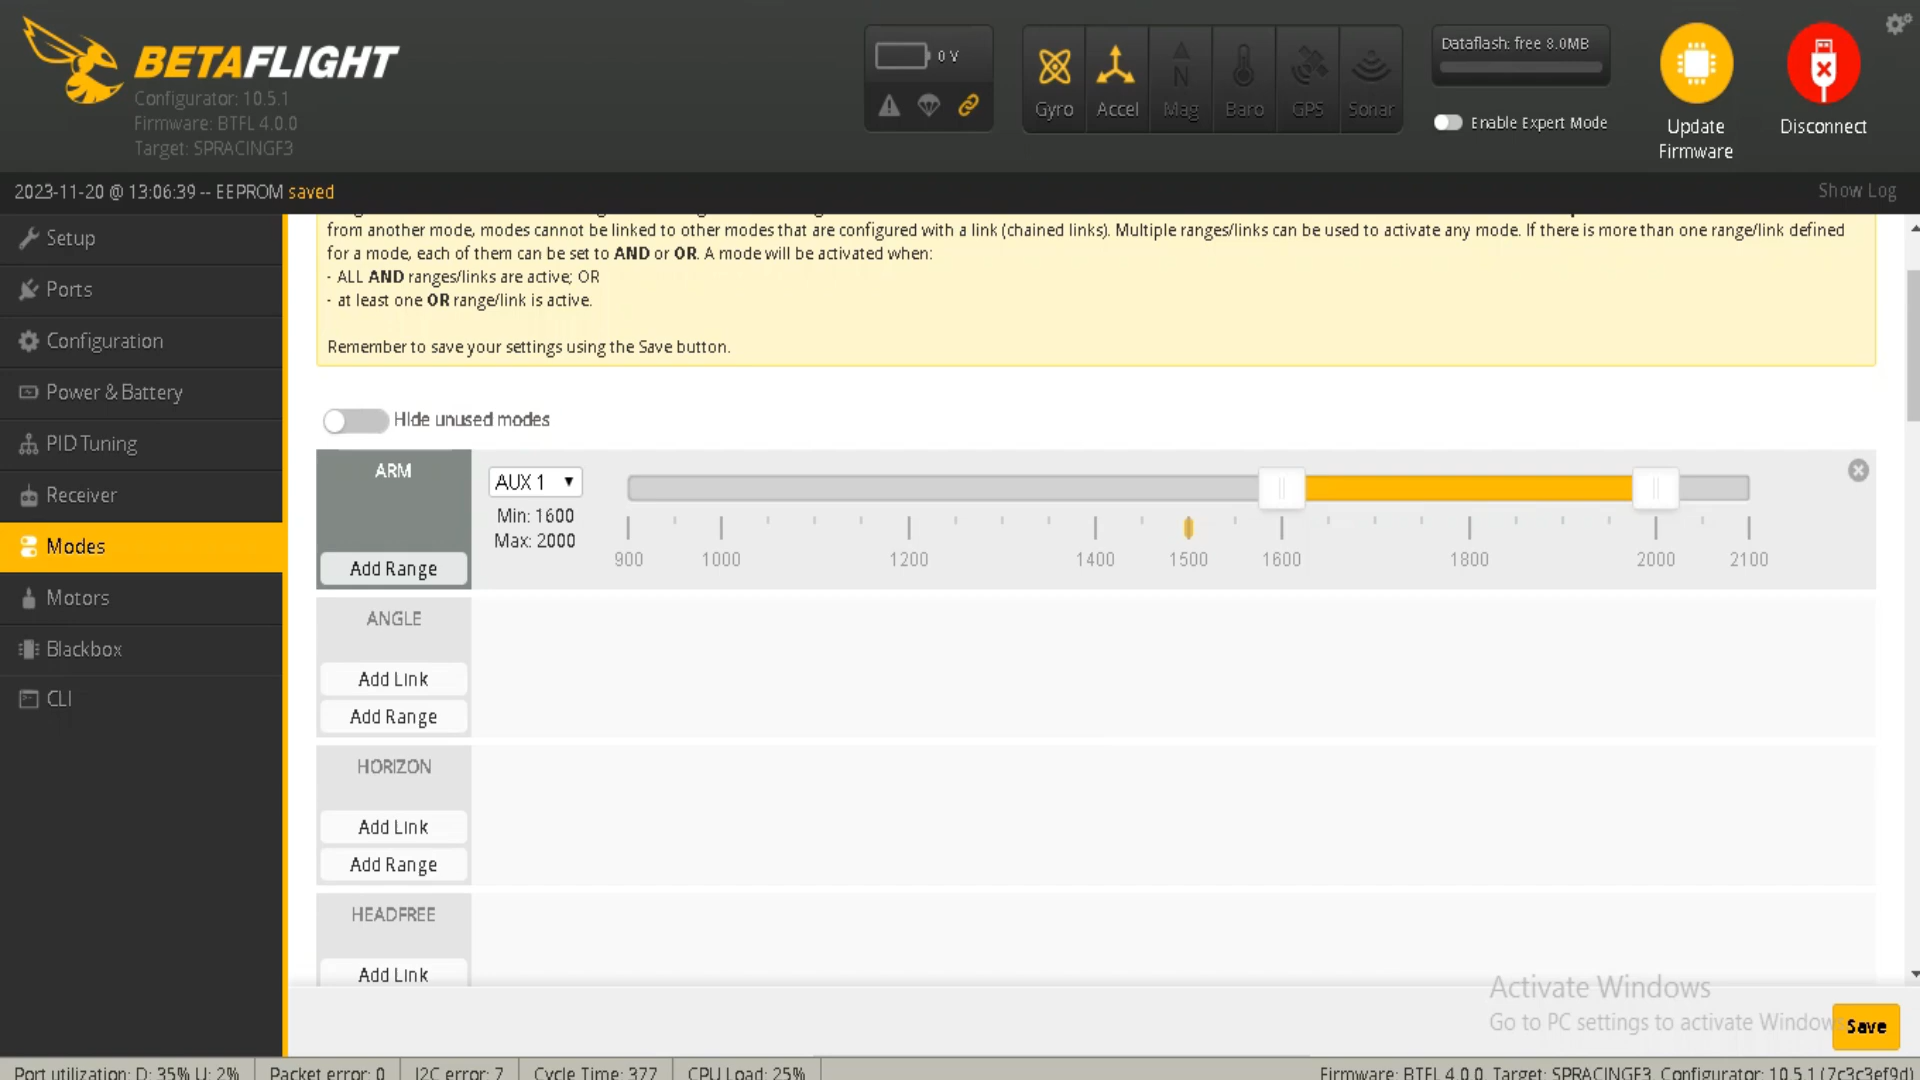 BETAFLIGHT
Configurator: 10.5.1
Firmware: BTFL 4.0.0
Target: SPRACINGF3
0 V
Gyro
Accel
Mag
Baro
GPS
Sonar
Dataflash: free 8.0MB
Enable Expert Mode
Update
Firmware
Disconnect
2023-11-20 @ 13:06:39 -- EEPROM saved
Show Log
Setup
Ports
Configuration
Power & Battery
PID Tuning
Receiver
Modes
Motors
Blackbox
CLI
from another mode, modes cannot be linked to other modes that are configured with a link (chained links). Multiple ranges/links can be used to activate any mode. If there is more than one range/link defined
for a mode, each of them can be set to AND or OR. A mode will be activated when:
- ALL AND ranges/links are active; OR
- at least one OR range/link is active.
Remember to save your settings using the Save button.
HIde unused modes
ARM
Add Range
AUX 1
Min: 1600
Max: 2000
900 1000 1200 1400 1500 1600 1800 2000 2100
ANGLE
Add Link
Add Range
HORIZON
Add Link
Add Range
HEADFREE
Add Link
Activate Windows
Go to PC settings to activate Windows
Save
Port utilization: D: 35% U: 2%
Packet error: 0
I2C error: 7
Cycle Time: 377
CPU Load: 25%
Firmware: BTFL 4.0.0, Target: SPRACINGF3, Configurator: 10.5.1 (7c3c3ef9d)